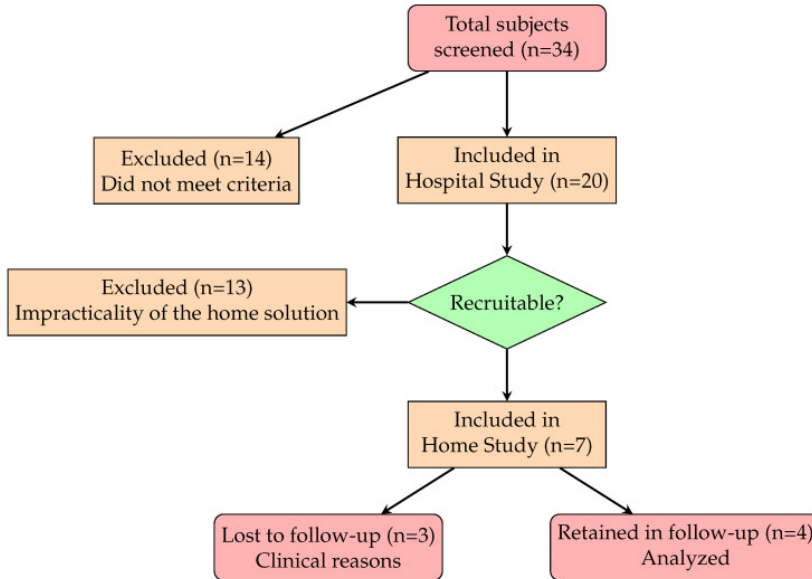 Total subjects
screened (n=34)
Excluded (n=14)
Did not meet criteria
Included in
Hospital Study (n=20)
Excluded (n=13)
Impracticality of the home solution
Recruitable?
Included in
Home Study (n=7)
Lost to follow-up (n=3)
Clinical reasons
Retained in follow-up (n=4)
Analyzed